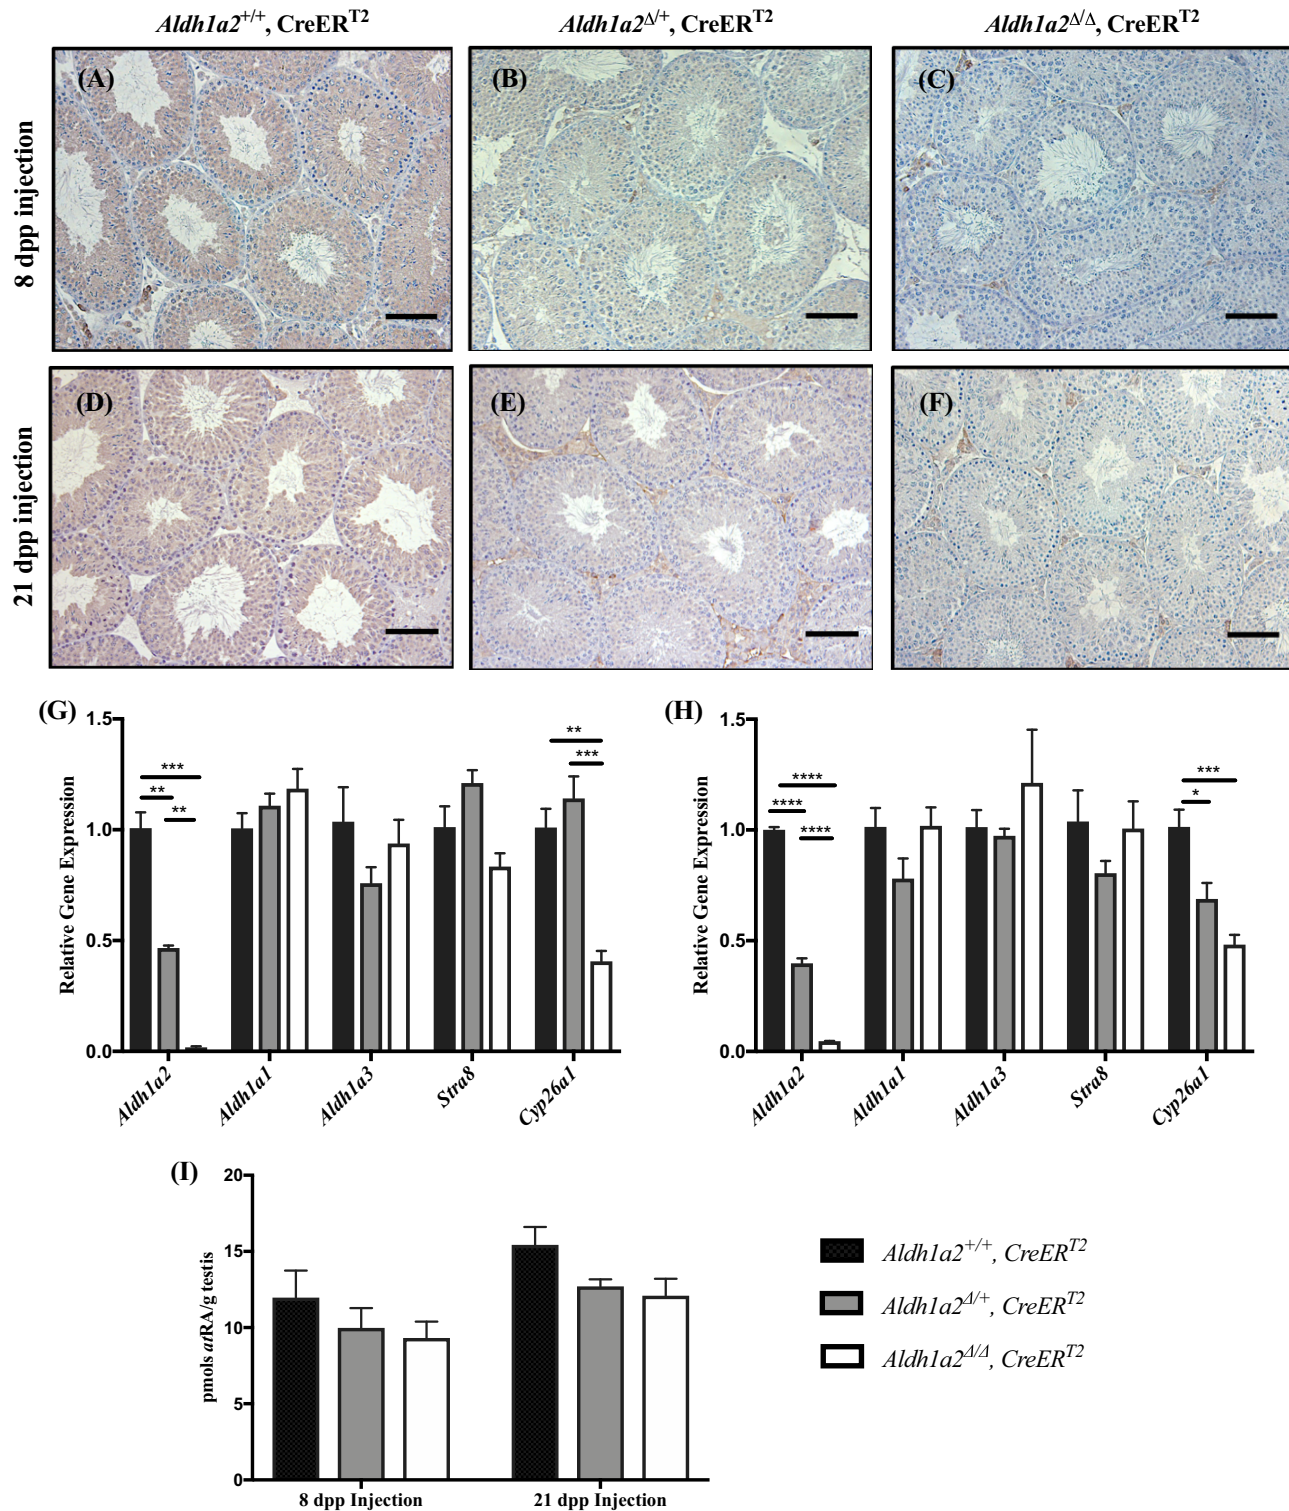 Aldh1a2+/+, CreERT2
Aldh1a2Δ/+, CreERT2
Aldh1a2Δ/Δ, CreERT2
8 dpp injection
(A)
(B)
(C)
21 dpp injection
(D)
(E)
(F)
(G)
Relative Gene Expression
1.5
1.0
0.5
0.0
***
**
**
**
***
Aldh1a2
Aldh1a1
Aldh1a3
Stra8
Cyp26a1
(H)
Relative Gene Expression
1.5
1.0
0.5
0.0
****
****
****
***
*
Aldh1a2
Aldh1a1
Aldh1a3
Stra8
Cyp26a1
(I)
pmols atRA/g testis
20
15
10
5
0
8 dpp Injection
21 dpp Injection
Aldh1a2+/+, CreERT2
Aldh1a2Δ/+, CreERT2
Aldh1a2Δ/Δ, CreERT2